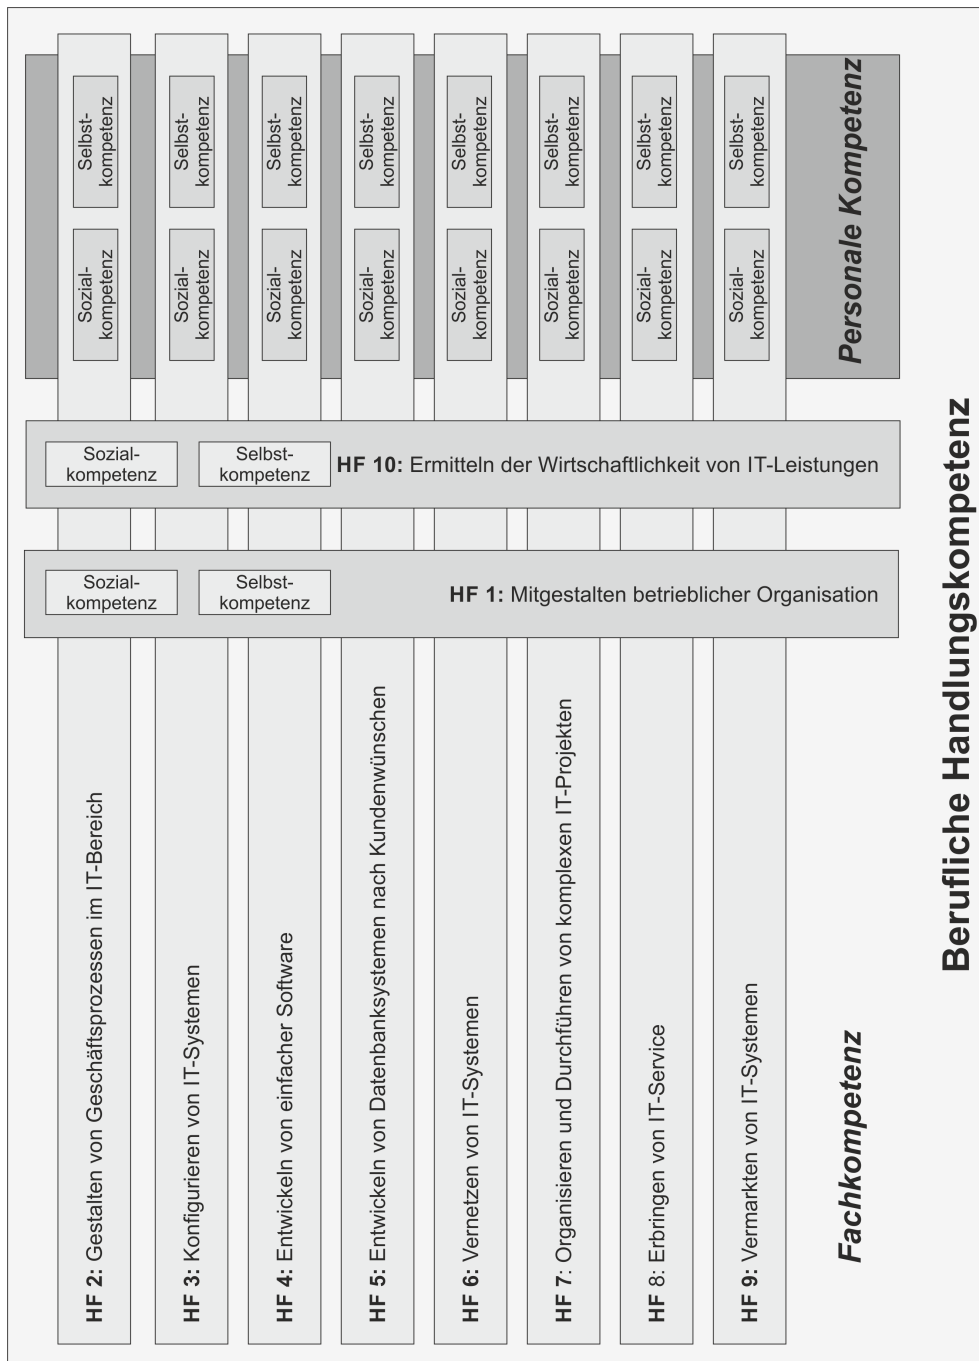 Berufliche Handlungskompetenz
Fachkompetenz
Personale Kompetenz
HF 2: Gestalten von Geschäftsprozessen im IT-Bereich
Sozial-
kompetenz
Selbst-
kompetenz
HF 3: Konfigurieren von IT-Systemen
Sozial-
kompetenz
Selbst-
kompetenz
HF 4: Entwickeln von einfacher Software
Sozial-
kompetenz
Selbst-
kompetenz
HF 5: Entwickeln von Datenbanksystemen nach Kundenwünschen
Sozial-
kompetenz
Selbst-
kompetenz
HF 6: Vernetzen von IT-Systemen
Sozial-
kompetenz
Selbst-
kompetenz
HF 7: Organisieren und Durchführen von komplexen IT-Projekten
Sozial-
kompetenz
Selbst-
kompetenz
HF 8: Erbringen von IT-Service
Sozial-
kompetenz
Selbst-
kompetenz
HF 9: Vermarkten von IT-Systemen
Sozial-
kompetenz
Selbst-
kompetenz
Sozial-
kompetenz
Selbst-
kompetenz
HF 10: Ermitteln der Wirtschaftlichkeit von IT-Leistungen
Sozial-
kompetenz
Selbst-
kompetenz
HF 1: Mitgestalten betrieblicher Organisation